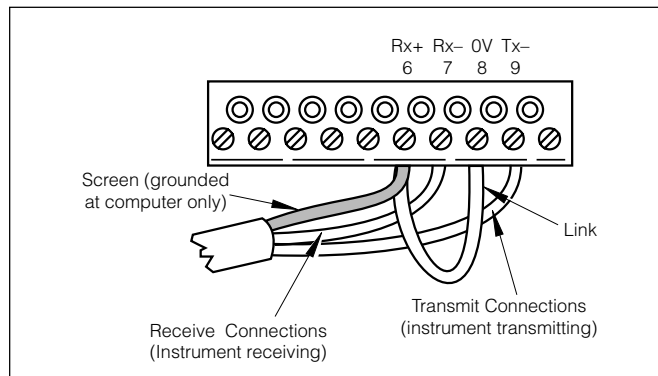 Rx+ Rx– 0V Tx–
6 7 8 9
Screen (grounded
at computer only)
Link
Transmit Connections
(instrument transmitting)
Receive Connections
(Instrument receiving)